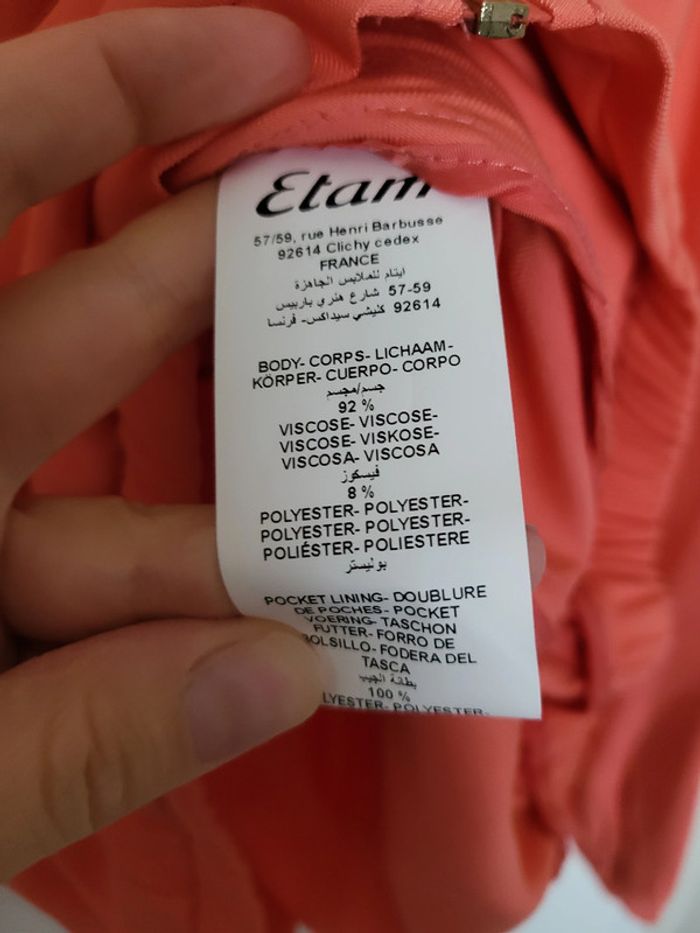 Etam
57/59, rue Henri Barbusse
92614 Clichy cedex
FRANCE
ايتام للملابس الجاهزة
57-59 شارع هنري باربيس
92614 كليشي سيداكس- فرنسا
BODY- CORPS- LICHAAM-
KÖRPER- CUERPO- CORPO
جسم/مجسم
92 %
VISCOSE- VISCOSE-
VISCOSE- VISKOSE-
VISCOSA- VISCOSA
فيسكوز
8 %
POLYESTER- POLYESTER-
POLYESTER- POLYESTER-
POLIÉSTER- POLIESTERE
بوليستر
POCKET LINING- DOUBLURE
DE POCHES- POCKET
VOERING- TASCHON
FUTTER- FORRO DE
BOLSILLO- FODERA DEL
TASCA
بطانة الجيب
100 %
LYESTER- POLYESTER-